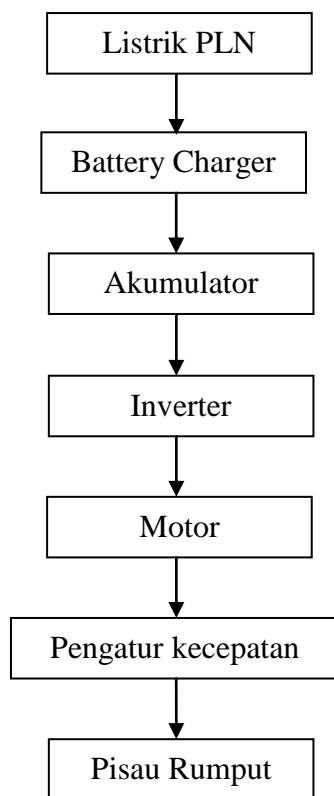 Listrik PLN
Battery Charger
Akumulator
Inverter
Motor
Pengatur kecepatan
Pisau Rumput